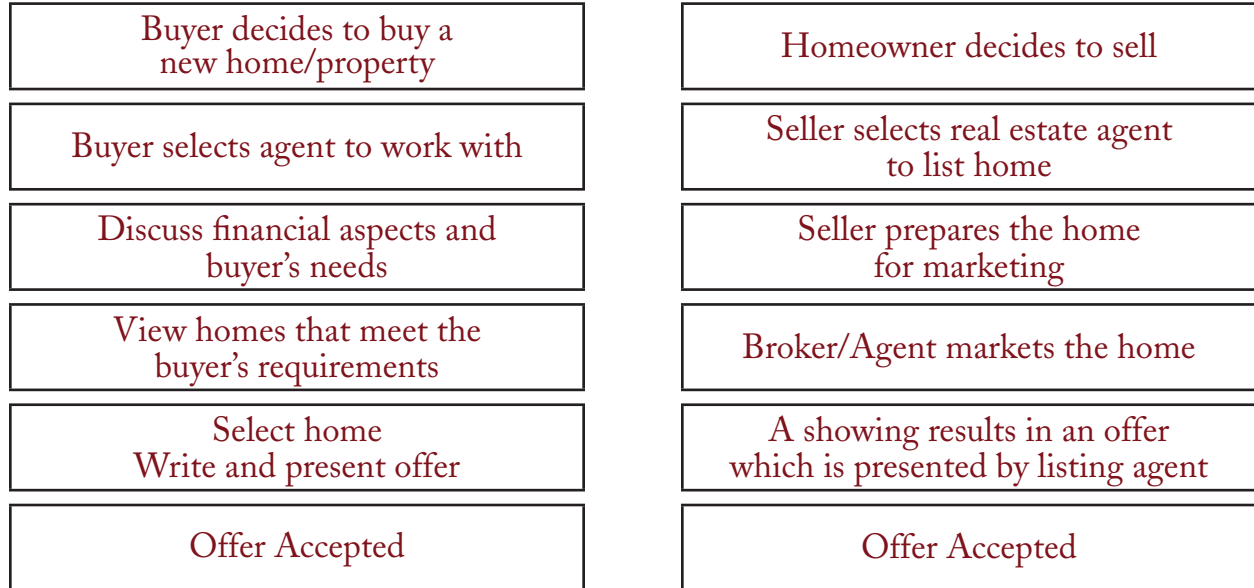 Buyer decides to buy a
new home/property
Buyer selects agent to work with
Discuss financial aspects and
buyer’s needs
View homes that meet the
buyer’s requirements
Select home
Write and present offer
Offer Accepted
Homeowner decides to sell
Seller selects real estate agent
to list home
Seller prepares the home
for marketing
Broker/Agent markets the home
A showing results in an offer
which is presented by listing agent
Offer Accepted